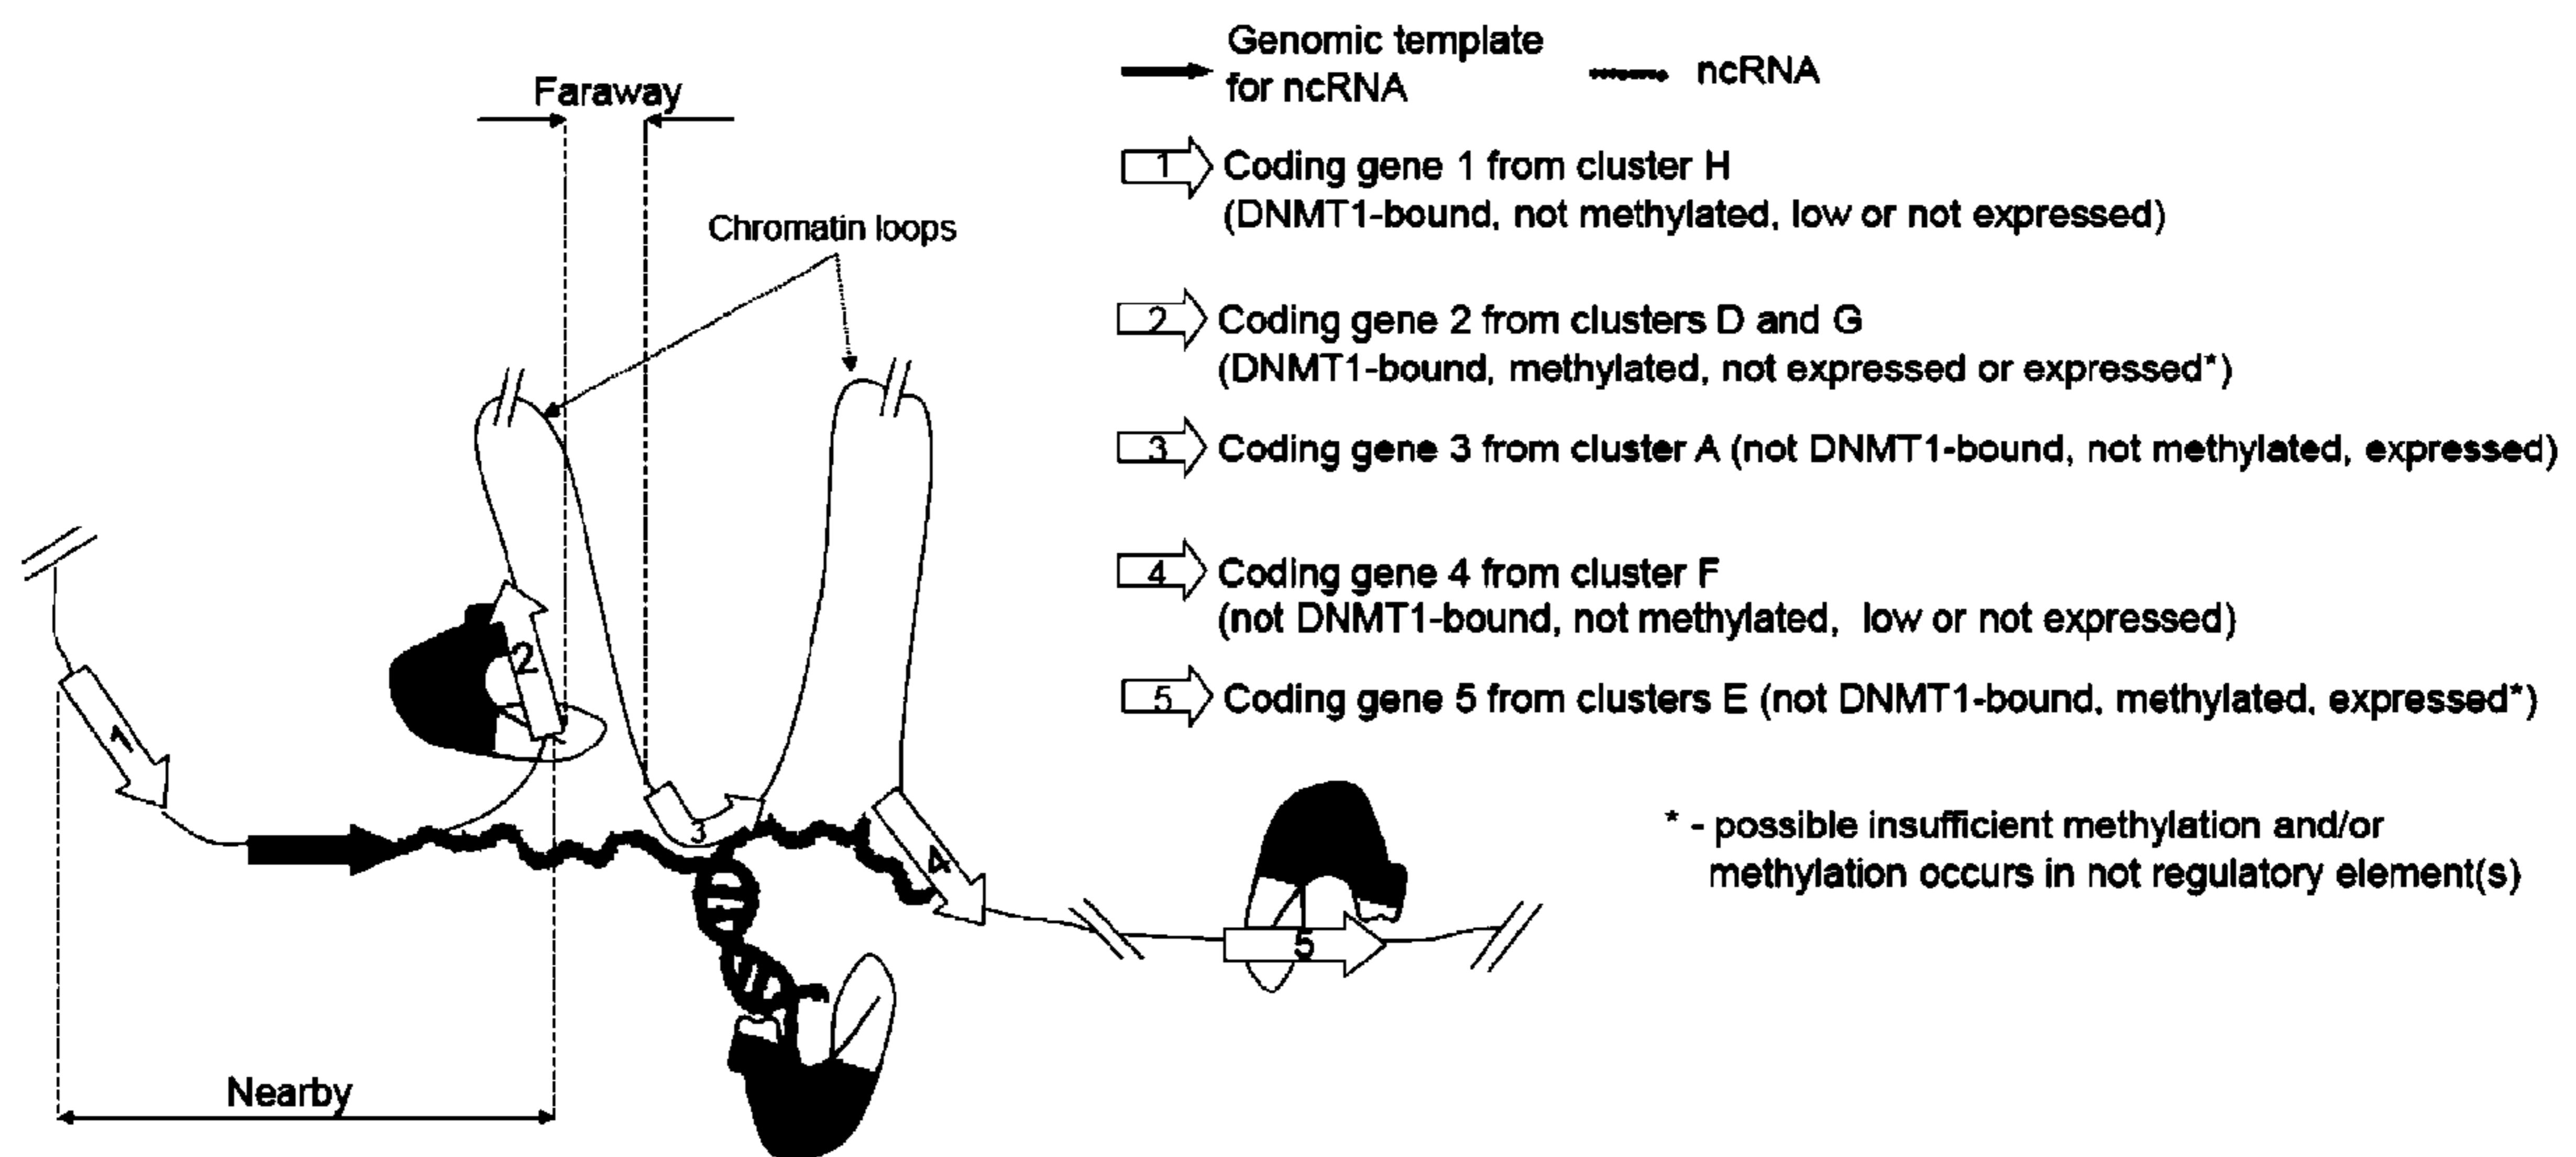 Faraway
Chromatin loops
1
2
3
4
5
Nearby
Genomic template
for ncRNA
ncRNA
1 Coding gene 1 from cluster H
(DNMT1-bound, not methylated, low or not expressed)
2 Coding gene 2 from clusters D and G
(DNMT1-bound, methylated, not expressed or expressed*)
3 Coding gene 3 from cluster A (not DNMT1-bound, not methylated, expressed)
4 Coding gene 4 from cluster F
(not DNMT1-bound, not methylated, low or not expressed)
5 Coding gene 5 from clusters E (not DNMT1-bound, methylated, expressed*)
* - possible insufficient methylation and/or
methylation occurs in not regulatory element(s)